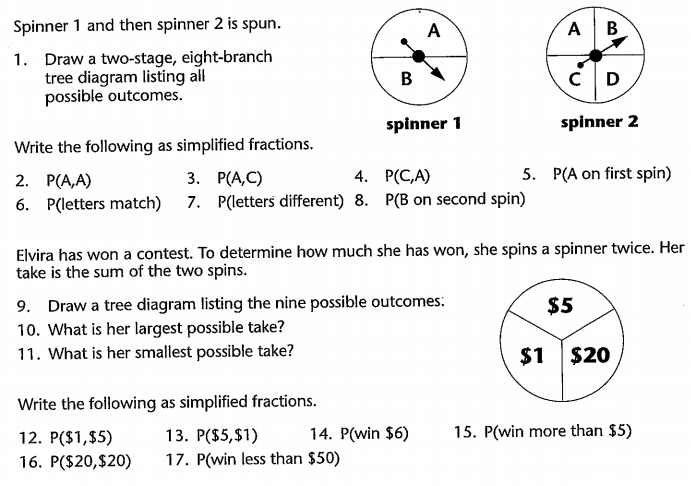 Spinner 1 and then spinner 2 is spun.
1. Draw a two-stage, eight-branch
tree diagram listing all
possible outcomes.
A
B
spinner 1
A B
C D
spinner 2
Write the following as simplified fractions.
2. P(A,A) 3. P(A,C) 4. P(C,A) 5. P(A on first spin)
6. P(letters match) 7. P(letters different) 8. P(B on second spin)
Elvira has won a contest. To determine how much she has won, she spins a spinner twice. Her
take is the sum of the two spins.
9. Draw a tree diagram listing the nine possible outcomes.
10. What is her largest possible take?
11. What is her smallest possible take?
$5
$1 $20
Write the following as simplified fractions.
12. P($1,$5) 13. P($5,$1) 14. P(win $6) 15. P(win more than $5)
16. P($20,$20) 17. P(win less than $50)